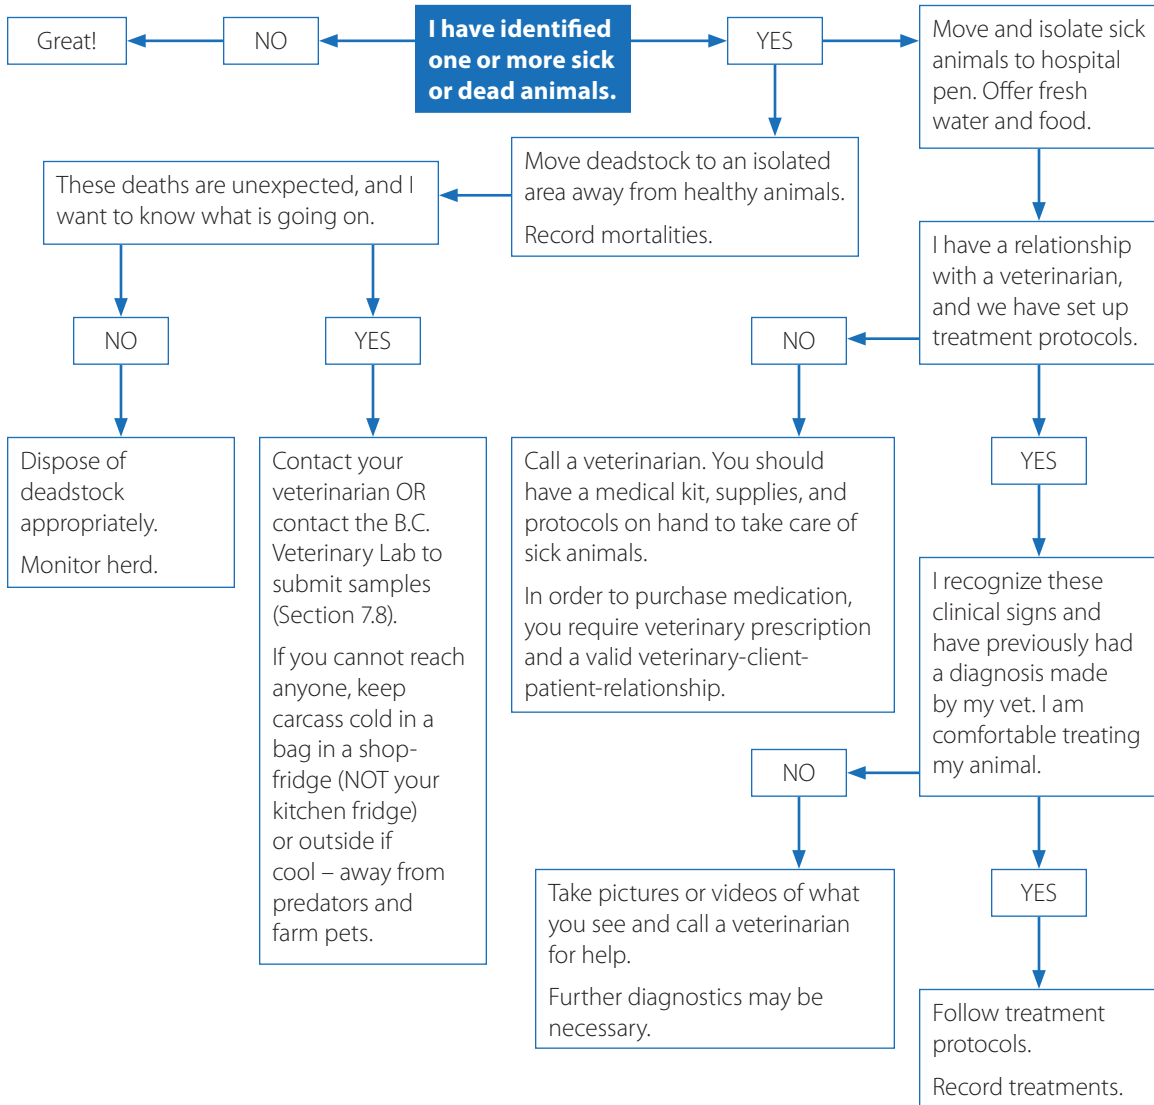 Great!
NO
I have identified
one or more sick
or dead animals.
YES
Move and isolate sick
animals to hospital
pen. Offer fresh
water and food.
These deaths are unexpected, and I
want to know what is going on.
Move deadstock to an isolated
area away from healthy animals.
Record mortalities.
I have a relationship
with a veterinarian,
and we have set up
treatment protocols.
NO
YES
NO
Dispose of
deadstock
appropriately.
Monitor herd.
Contact your
veterinarian OR
contact the B.C.
Veterinary Lab to
submit samples
(Section 7.8).
If you cannot reach
anyone, keep
carcass cold in a
bag in a shop-
fridge (NOT your
kitchen fridge)
or outside if
cool – away from
predators and
farm pets.
Call a veterinarian. You should
have a medical kit, supplies, and
protocols on hand to take care of
sick animals.
In order to purchase medication,
you require veterinary prescription
and a valid veterinary-client-
patient-relationship.
YES
I recognize these
clinical signs and
have previously had
a diagnosis made
by my vet. I am
comfortable treating
my animal.
NO
Take pictures or videos of what
you see and call a veterinarian
for help.
Further diagnostics may be
necessary.
YES
Follow treatment
protocols.
Record treatments.